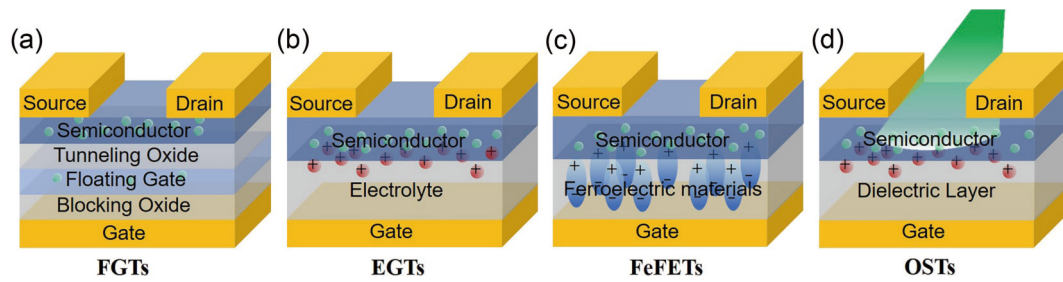 (a)
Source
Drain
Semiconductor
Tunneling Oxide
Floating Gate
Blocking Oxide
Gate
FGTs
(b)
Source
Drain
Semiconductor
Electrolyte
Gate
EGTs
(c)
Source
Drain
Semiconductor
Ferroelectric materials
Gate
FeFETs
(d)
Source
Drain
Semiconductor
Dielectric Layer
Gate
OSTs